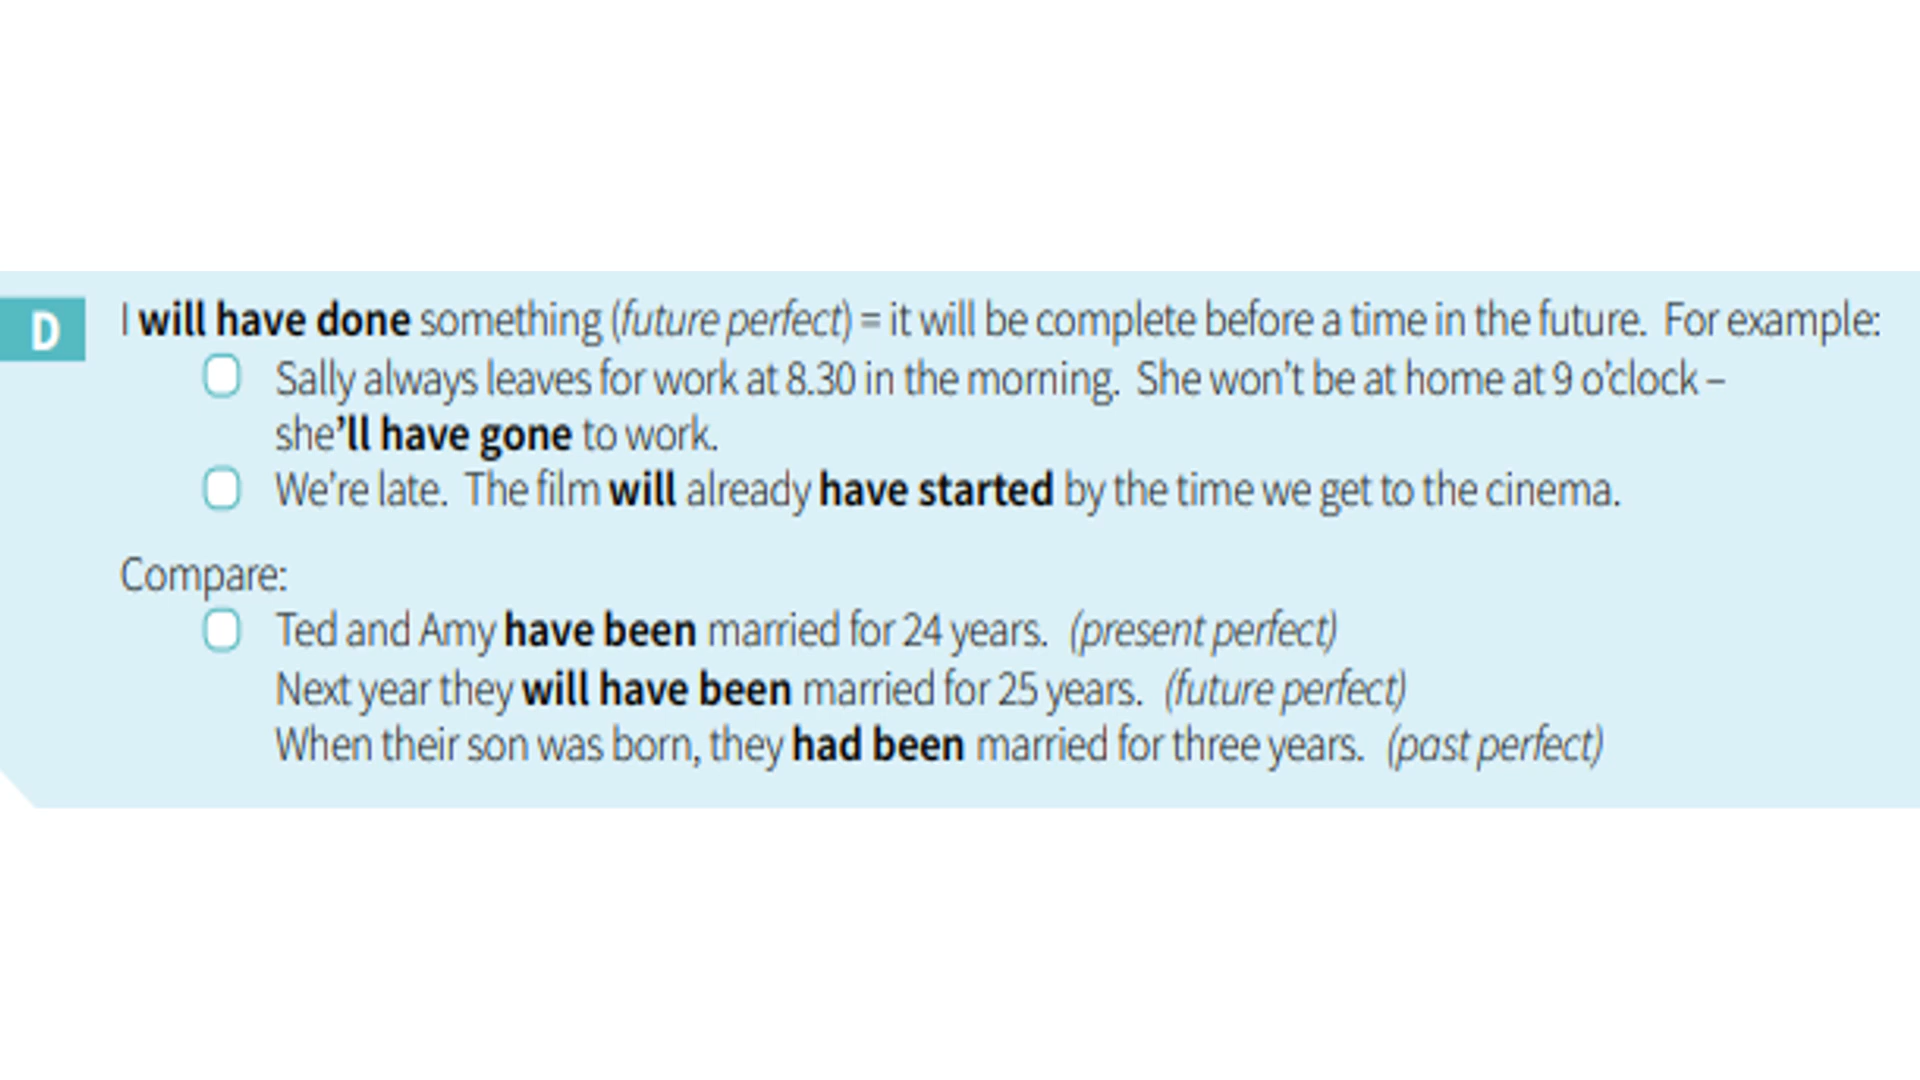 D
I will have done something (future perfect) = it will be complete before a time in the future. For example:
Sally always leaves for work at 8.30 in the morning. She won't be at home at 9 o'clock –
she'll have gone to work.
We're late. The film will already have started by the time we get to the cinema.
Compare:
Ted and Amy have been married for 24 years. (present perfect)
Next year they will have been married for 25 years. (future perfect)
When their son was born, they had been married for three years. (past perfect)